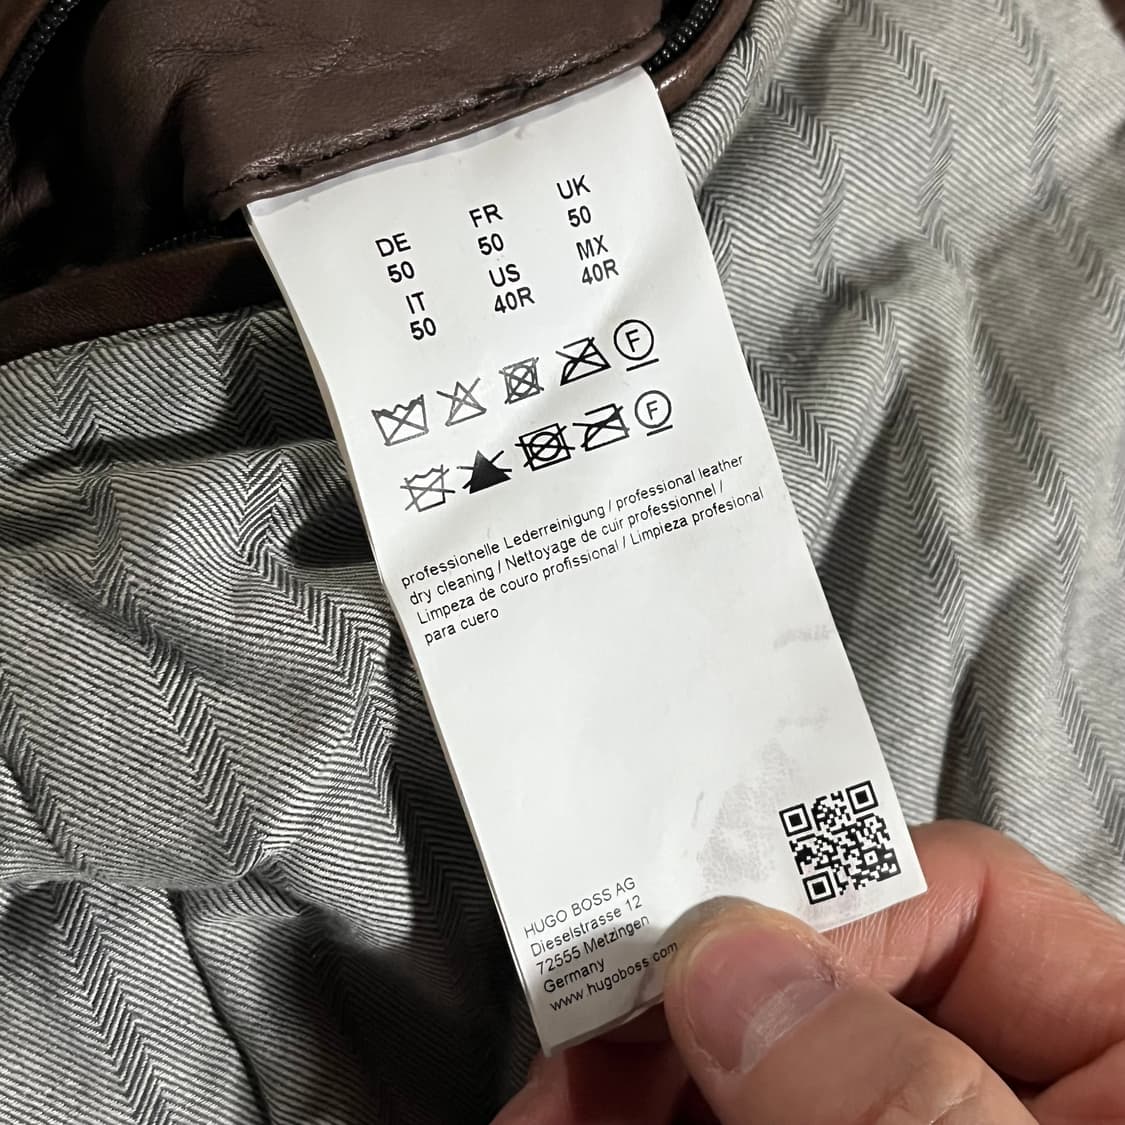 DE FR UK
50 50 50
IT US MX
50 40R 40R
F
F
professionelle Lederreinigung / professional leather
dry cleaning / Nettoyage de cuir professionnel /
Limpeza de couro profissional / Limpieza profesional
para cuero
HUGO BOSS AG
Dieselstrasse 12
72555 Metzingen
Germany
www.hugoboss.com